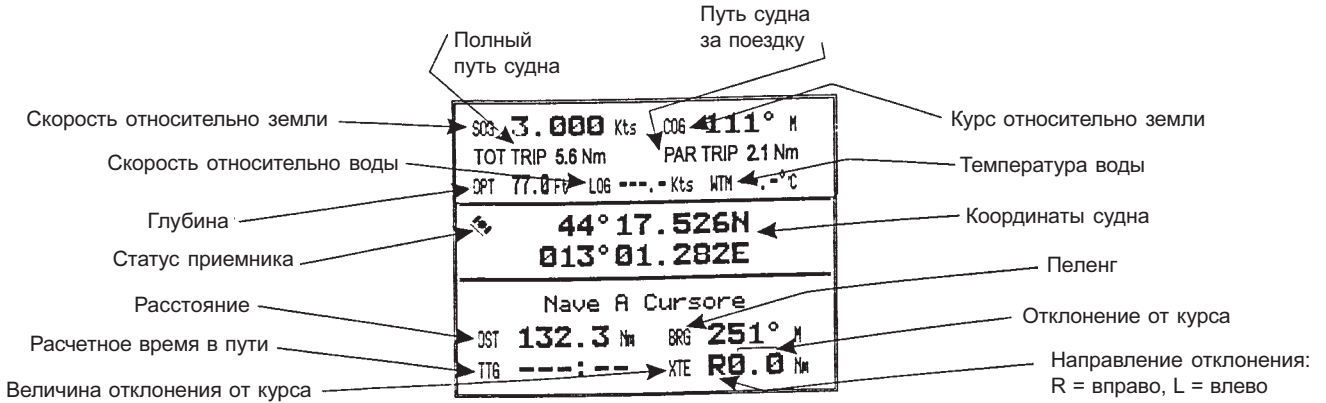 Путь судна
за поездку
Полный
путь судна
Скорость относительно земли
Курс относительно земли
SOG 3.000 Kts COG 111° M
TOT TRIP 5.6 Nm PAR TRIP 2.1 Nm
Скорость относительно воды
Температура воды
DPT 77.0 Ft LOG ---.- Kts WTM .-°C
Глубина
Координаты судна
44°17.526N
013°01.282E
Статус приемника
Пеленг
Nave A Cursore
Расстояние
Отклонение от курса
DST 132.3 Nm BRG 251° M
Расчетное время в пути
TTG ---:-- XTE R0.0 Nm
Направление отклонения:
R = вправо, L = влево
Величина отклонения от курса